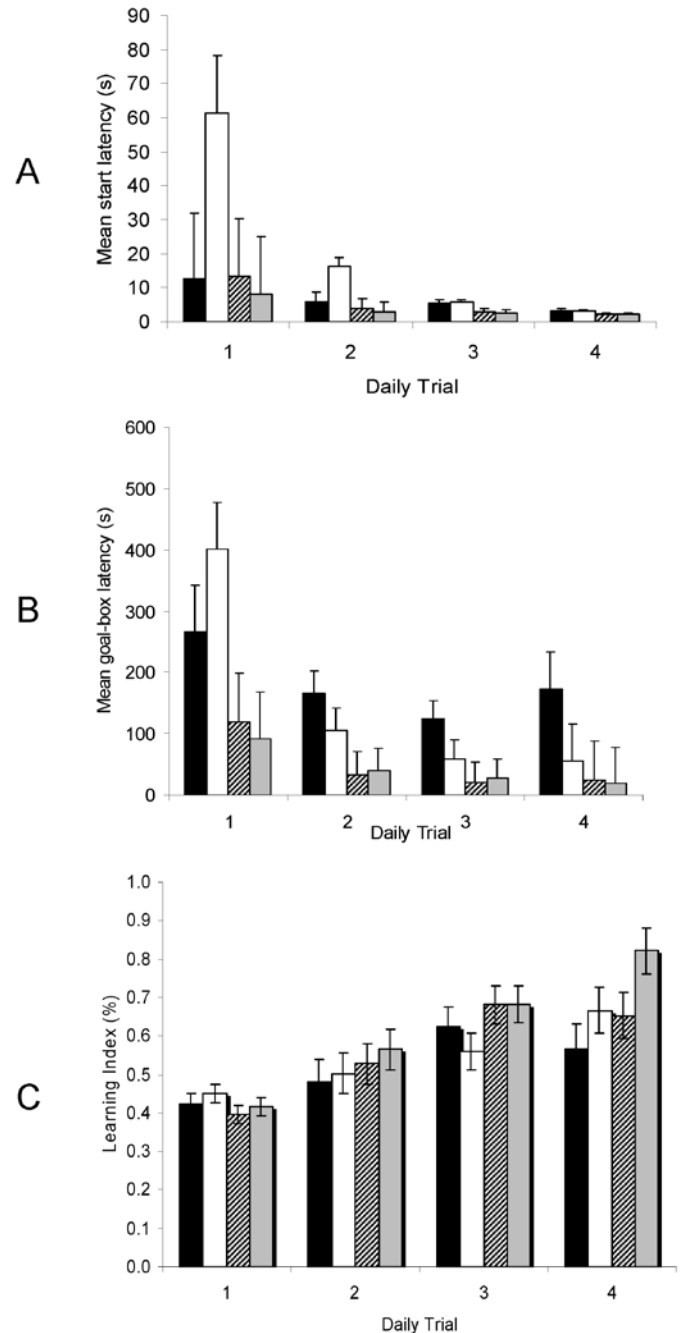 A
Mean start latency (s)
90
80
70
60
50
40
30
20
10
0
1 2 3 4
Daily Trial
B
Mean goal-box latency (s)
600
500
400
300
200
100
0
1 2 3 4
Daily Trial
C
Learning Index (%)
1.0
0.9
0.8
0.7
0.6
0.5
0.4
0.3
0.2
0.1
0.0
1 2 3 4
Daily Trial